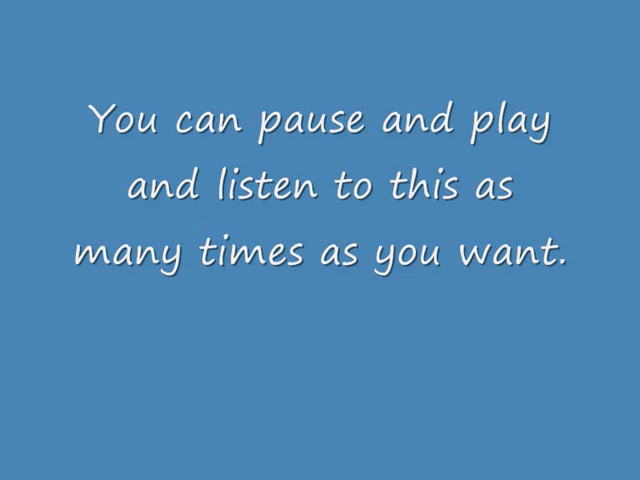 You can pause and play
and listen to this as
many times as you want.